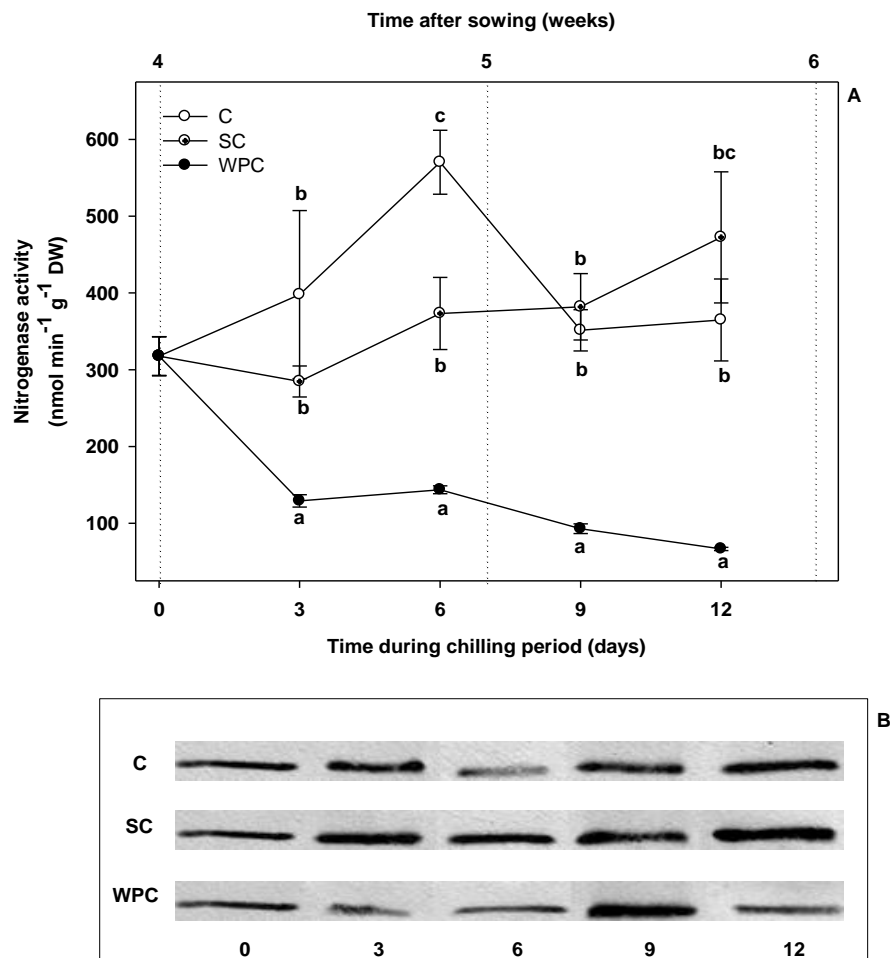 Time after sowing (weeks)
4 5 6
A
C
SC
WPC
600
500
400
300
200
100
Nitrogenase activity
(nmol min⁻¹ g⁻¹ DW)
c
b
bc
b
b
b
b
b
a
a
a
a
0 3 6 9 12
Time during chilling period (days)
B
C
SC
WPC
0 3 6 9 12